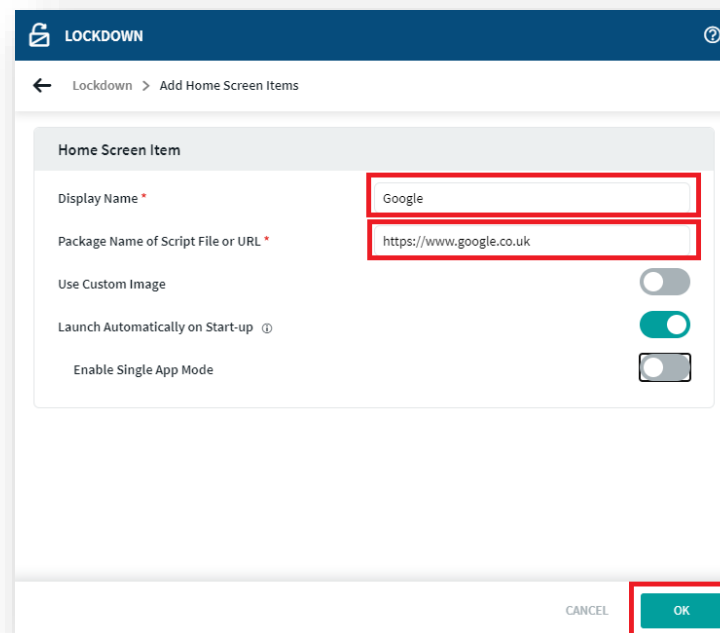 LOCKDOWN
Lockdown > Add Home Screen Items
Home Screen Item
Display Name * Google
Package Name of Script File or URL * https://www.google.co.uk
Use Custom Image
Launch Automatically on Start-up
Enable Single App Mode
CANCEL OK